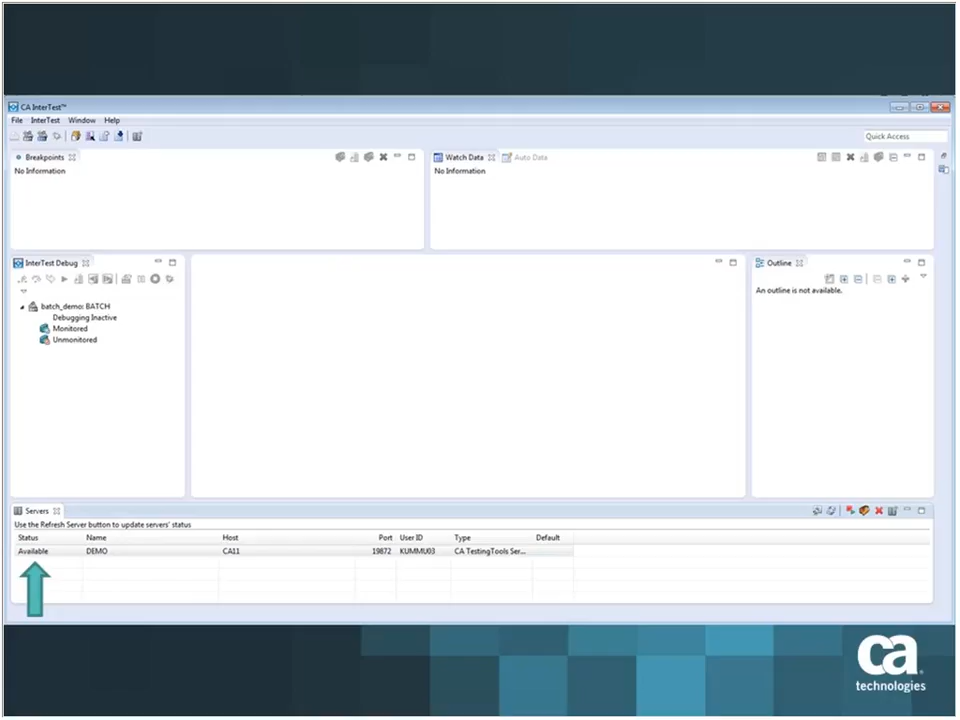 CA InterTest™
File InterTest Window Help
Quick Access
Breakpoints
No Information
Watch Data Auto Data
No Information
InterTest Debug
batch_demo: BATCH
Debugging Inactive
Monitored
Unmonitored
Outline
An outline is not available.
Servers
Use the Refresh Server button to update servers' status
Status Name Host Port User ID Type Default
Available DEMO CA11 19872 KUMMU03 CA TestingTools Ser...
ca
technologies